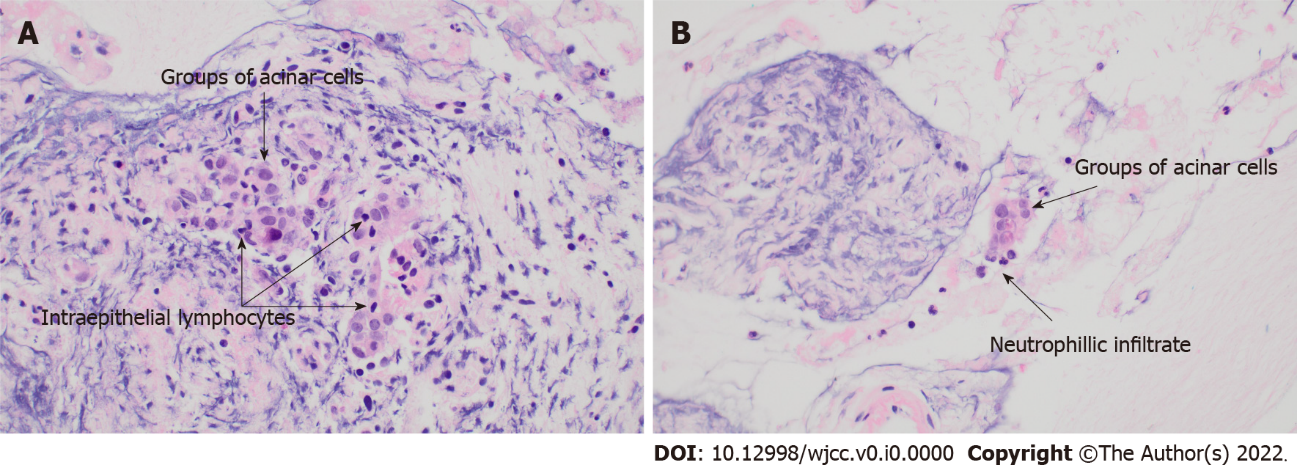 A
Groups of acinar cells
Intraepithelial lymphocytes
B
Groups of acinar cells
Neutrophillic infiltrate
DOI: 10.12998/wjcc.v0.i0.0000 Copyright ©The Author(s) 2022.